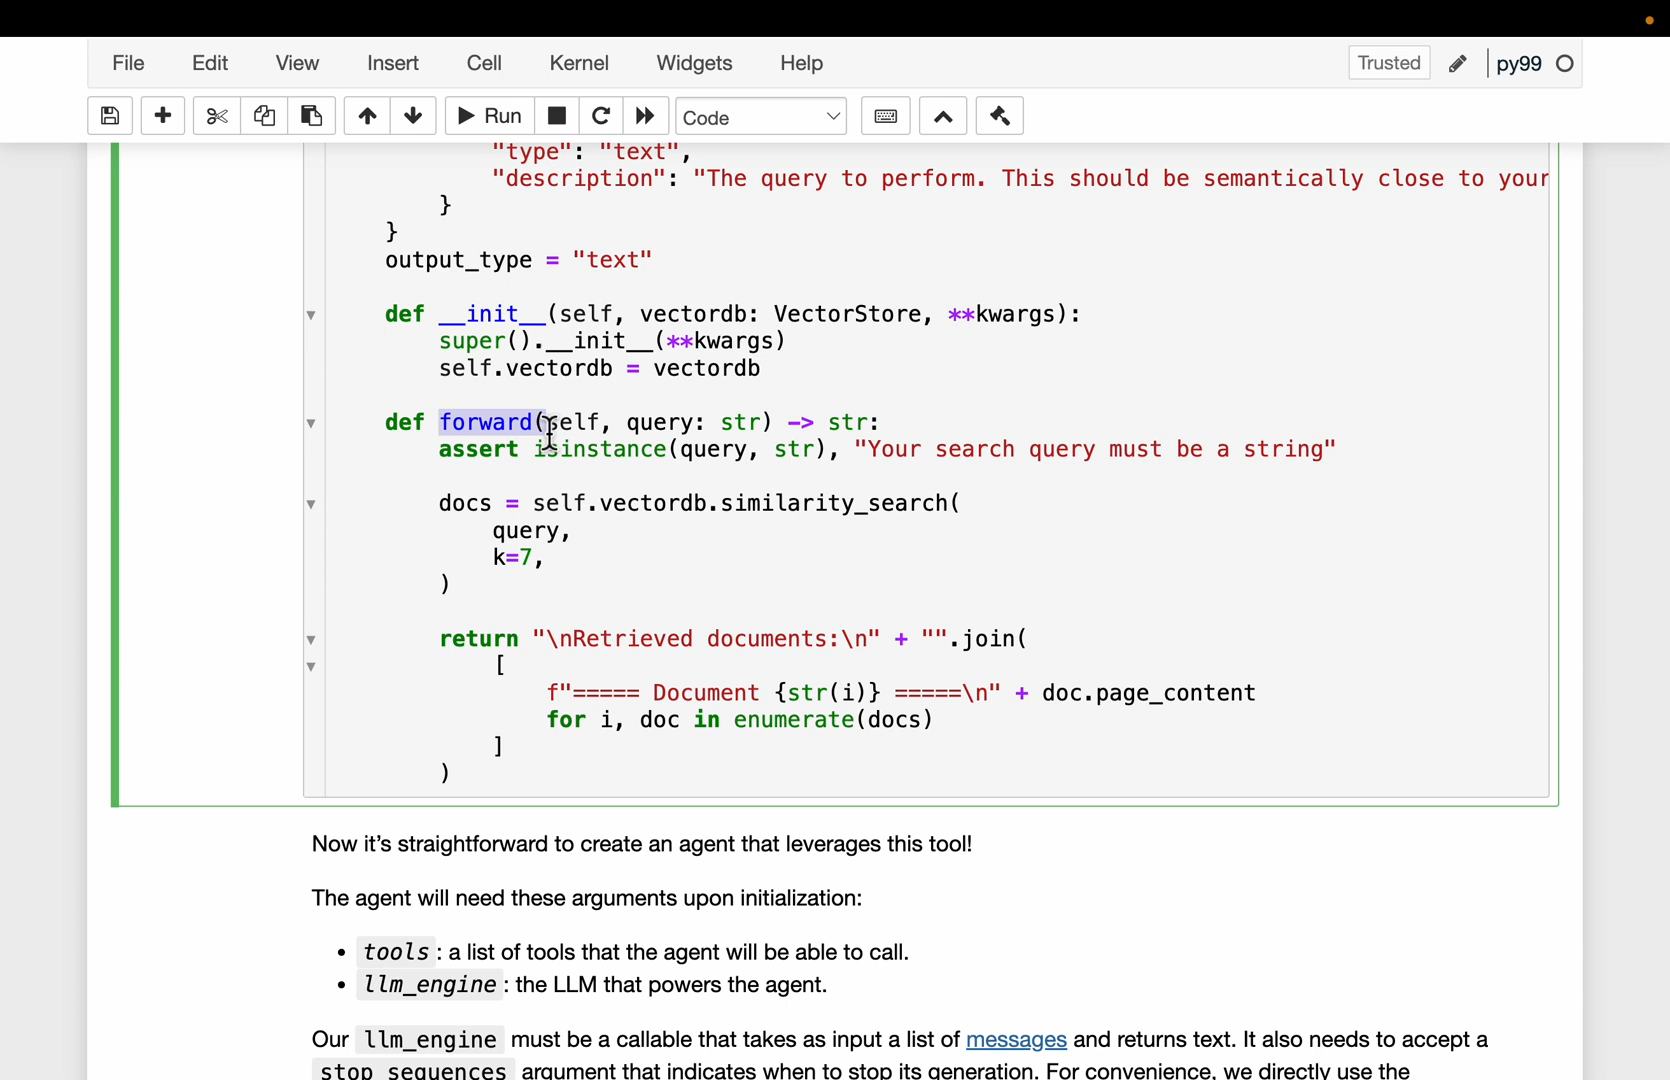 File Edit View Insert Cell Kernel Widgets Help Trusted py99
Run Code
"type": "text",
"description": "The query to perform. This should be semantically close to your
}
}
output_type = "text"
def __init__(self, vectordb: VectorStore, **kwargs):
super().__init__(**kwargs)
self.vectordb = vectordb
def forward(self, query: str) -> str:
assert isinstance(query, str), "Your search query must be a string"
docs = self.vectordb.similarity_search(
query,
k=7,
)
return "\nRetrieved documents:\n" + "".join(
[
f"===== Document {str(i)} =====\n" + doc.page_content
for i, doc in enumerate(docs)
]
)
Now it's straightforward to create an agent that leverages this tool!
The agent will need these arguments upon initialization:
• tools : a list of tools that the agent will be able to call.
• llm_engine : the LLM that powers the agent.
Our llm_engine must be a callable that takes as input a list of messages and returns text. It also needs to accept a
stop_sequences argument that indicates when to stop its generation. For convenience, we directly use the